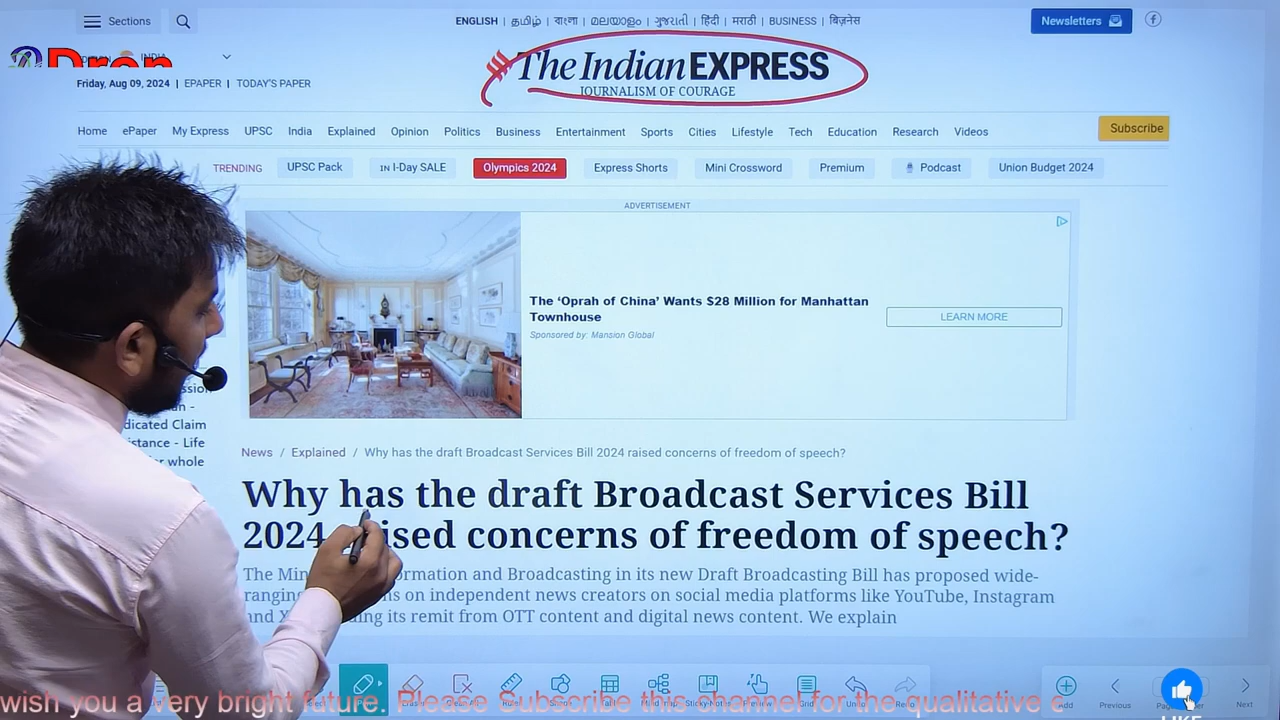 Sections
ENGLISH | தமிழ் | বাংলা | മലയാളം | ગુજરાતી | हिंदी | मराठी | BUSINESS | बिज़नेस
Newsletters
INDIA
The Indian EXPRESS
JOURNALISM OF COURAGE
Friday, Aug 09, 2024 | EPAPER | TODAY'S PAPER
Home ePaper My Express UPSC India Explained Opinion Politics Business Entertainment Sports Cities Lifestyle Tech Education Research Videos
Subscribe
TRENDING UPSC Pack IN I-Day SALE Olympics 2024 Express Shorts Mini Crossword Premium Podcast Union Budget 2024
ADVERTISEMENT
The 'Oprah of China' Wants $28 Million for Manhattan
Townhouse
Sponsored by: Mansion Global
LEARN MORE
Claim
- Life
whole
News / Explained / Why has the draft Broadcast Services Bill 2024 raised concerns of freedom of speech?
Why has the draft Broadcast Services Bill
2024 raised concerns of freedom of speech?
The and Broadcasting in its new Draft Broadcasting Bill has proposed wide-
on independent news creators on social media platforms like YouTube, Instagram
and its remit from OTT content and digital news content. We explain
Add Previous Next
wish you a very bright future. Please Subscribe this channel for the qualitative
LIKE